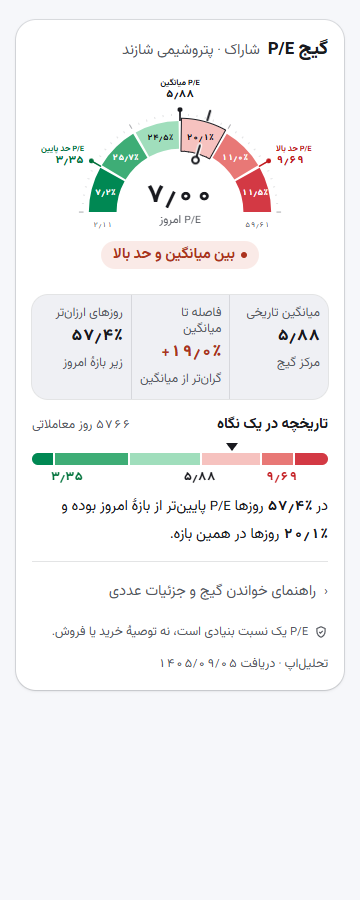 گیج P/E شاراک · پتروشیمی شازند
P/E میانگین
۵٫۸۸
P/E حد پایین
۳٫۳۵
P/E حد بالا
۹٫۶۹
۷٫۲٪
۲۵٫۷٪
۲۴٫۵٪
۲۰٫۱٪
۱۱٫۰٪
۱۱٫۵٪
۲٫۱۱
۵۹٫۶۱
۷٫۰۰
P/E امروز
بین میانگین و حد بالا
میانگین تاریخی
۵٫۸۸
مرکز گیج
فاصله تا میانگین
+۱۹٫۰٪
گران‌تر از میانگین
روزهای ارزان‌تر
۵۷٫۴٪
زیر بازهٔ امروز
تاریخچه در یک نگاه
۵۷۶۶ روز معاملاتی
۳٫۳۵
۵٫۸۸
۹٫۶۹
در ۵۷٫۴٪ روزها P/E پایین‌تر از بازهٔ امروز بوده و
۲۰٫۱٪ روزها در همین بازه.
راهنمای خواندن گیج و جزئیات عددی
P/E یک نسبت بنیادی است، نه توصیهٔ خرید یا فروش.
تحلیل‌اپ · دریافت ۱۴۰۵/۰۹/۰۵